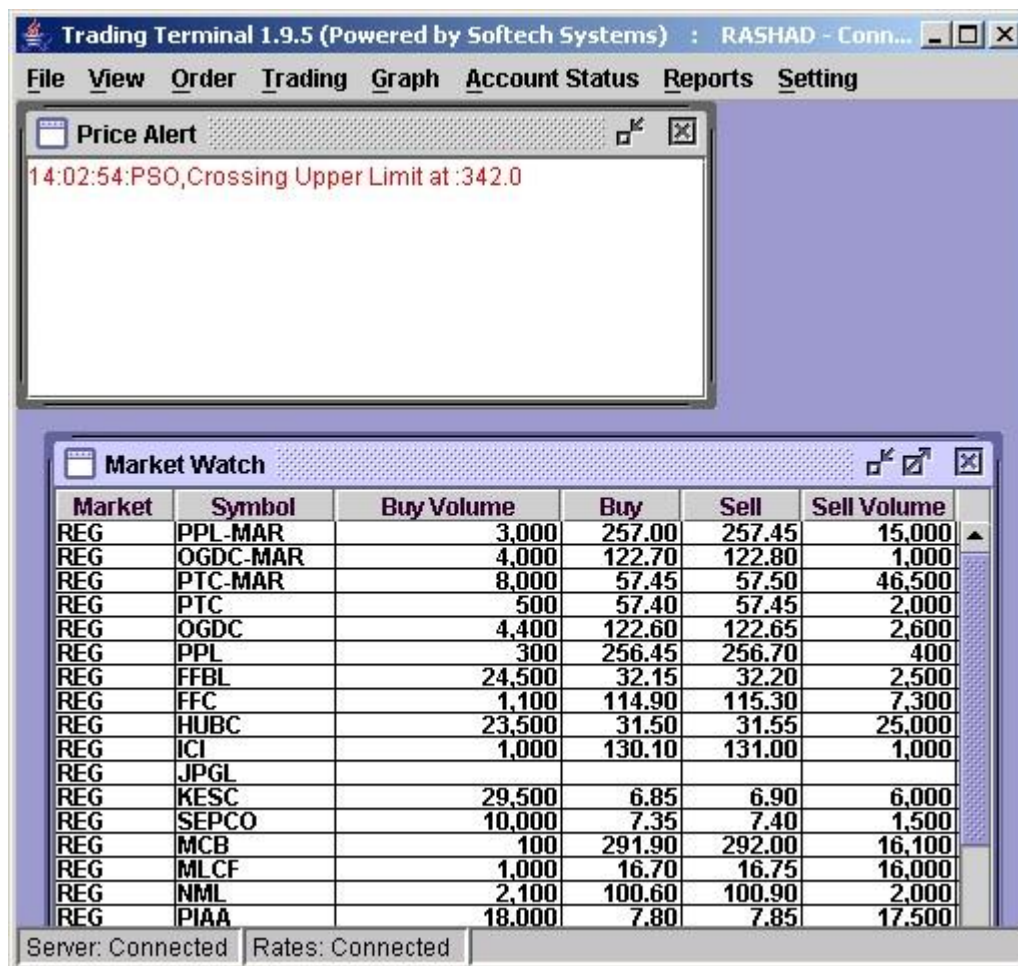 Trading Terminal 1.9.5 (Powered by Softech Systems) : RASHAD - Conn...
File View Order Trading Graph Account Status Reports Setting
Price Alert
14:02:54:PSO,Crossing Upper Limit at :342.0
Market Watch
Market Symbol Buy Volume Buy Sell Sell Volume
REG PPL-MAR 3,000 257.00 257.45 15,000
REG OGDC-MAR 4,000 122.70 122.80 1,000
REG PTC-MAR 8,000 57.45 57.50 46,500
REG PTC 500 57.40 57.45 2,000
REG OGDC 4,400 122.60 122.65 2,600
REG PPL 300 256.45 256.70 400
REG FFBL 24,500 32.15 32.20 2,500
REG FFC 1,100 114.90 115.30 7,300
REG HUBC 23,500 31.50 31.55 25,000
REG ICI 1,000 130.10 131.00 1,000
REG JPGL
REG KESC 29,500 6.85 6.90 6,000
REG SEPCO 10,000 7.35 7.40 1,500
REG MCB 100 291.90 292.00 16,100
REG MLCF 1,000 16.70 16.75 16,000
REG NML 2,100 100.60 100.90 2,000
REG PIAA 18,000 7.80 7.85 17,500
Server: Connected Rates: Connected